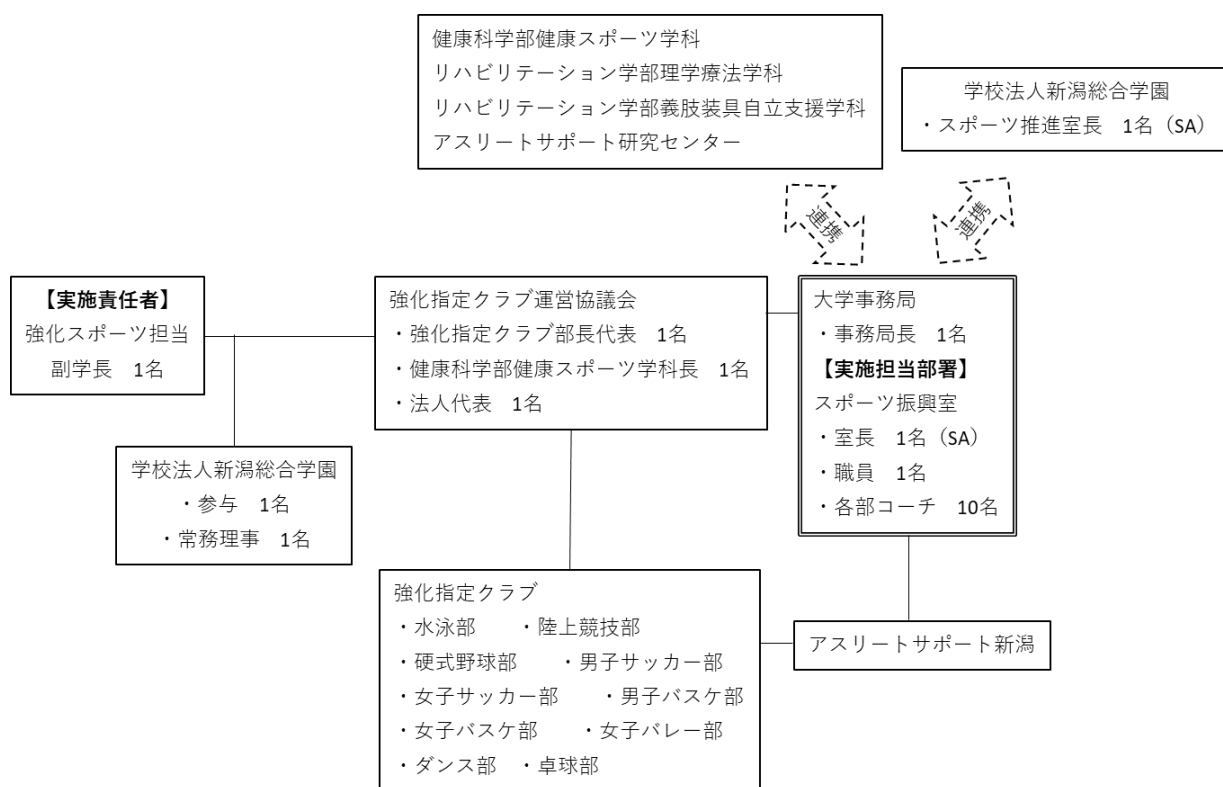 健康科学部健康スポーツ学科
リハビリテーション学部理学療法学科
リハビリテーション学部義肢装具自立支援学科
アスリートサポート研究センター
学校法人新潟総合学園
・スポーツ推進室長　1名（SA）
連携
連携
【実施責任者】
強化スポーツ担当
副学長　1名
強化指定クラブ運営協議会
・強化指定クラブ部長代表　1名
・健康科学部健康スポーツ学科長　1名
・法人代表　1名
大学事務局
・事務局長　1名
【実施担当部署】
スポーツ振興室
・室長　1名（SA）
・職員　1名
・各部コーチ　10名
学校法人新潟総合学園
・参与　1名
・常務理事　1名
強化指定クラブ
・水泳部　　・陸上競技部
・硬式野球部　　・男子サッカー部
・女子サッカー部　　・男子バスケ部
・女子バスケ部　　・女子バレー部
・ダンス部　・卓球部
アスリートサポート新潟